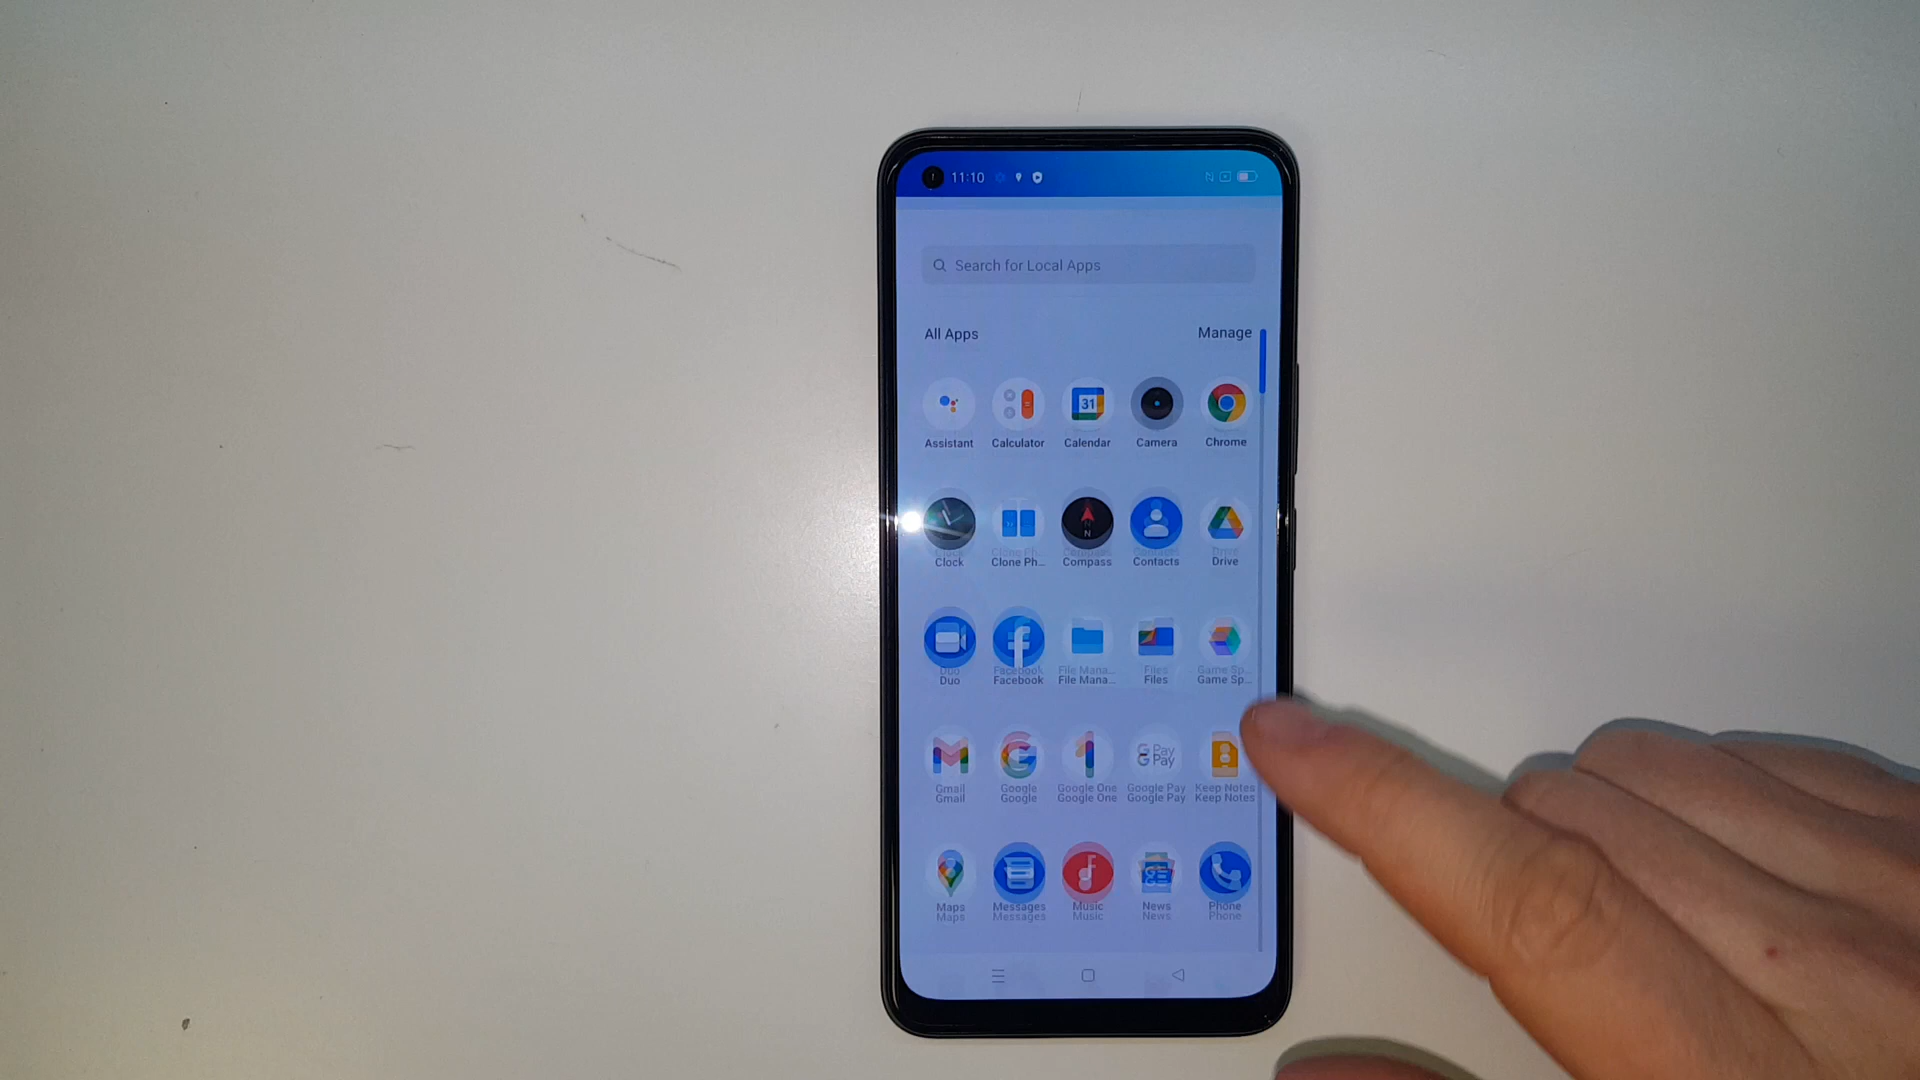 11:10
Search for Local Apps
All Apps Manage
31
Assistant Calculator Calendar Camera Chrome
N
Clock Clone Ph... Compass Contacts Drive
Duo Facebook File Mana... Files Game Sp...
G Pay
Gmail Google Google One Google Pay Keep Notes
Maps Messages Music News Phone